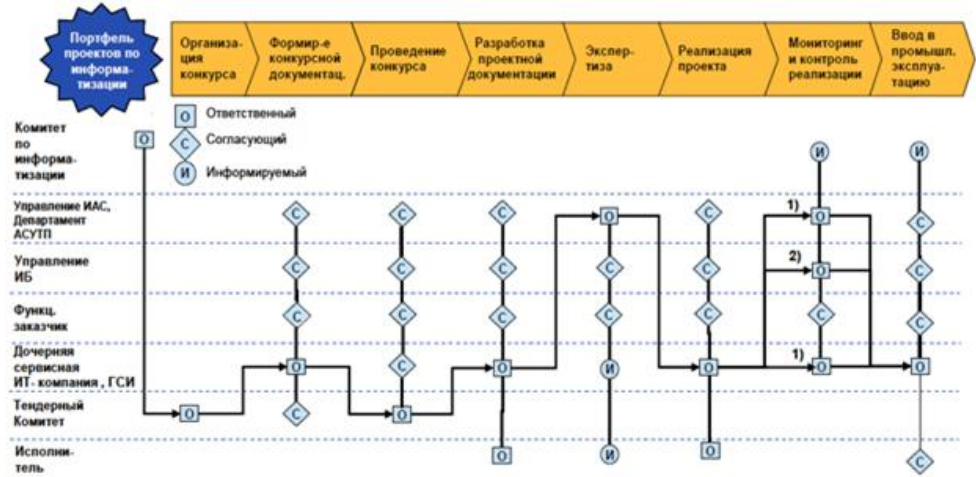 Портфель
проектов по
информа-
тизации
Организа-
ция
конкурса
Формир-е
конкурсной
документац.
Проведение
конкурса
Разработка
проектной
документации
Экспер-
тиза
Реализация
проекта
Мониторинг
и контроль
реализации
Ввод в
промышл.
эксплуа-
тацию
О Ответственный
С Согласующий
И Информируемый
Комитет
по
информа-
тизации
О
И
И
Управление ИАС,
Департамент
АСУТП
С
С
С
О
С
1)
О
С
Управление
ИБ
С
С
С
С
С
2)
О
С
Функц.
заказчик
С
С
С
С
С
С
С
Дочерняя
сервисная
ИТ- компания , ГСИ
О
С
О
И
О
1)
О
О
Тендерный
Комитет
О
С
О
Исполни-
тель
О
И
О
С